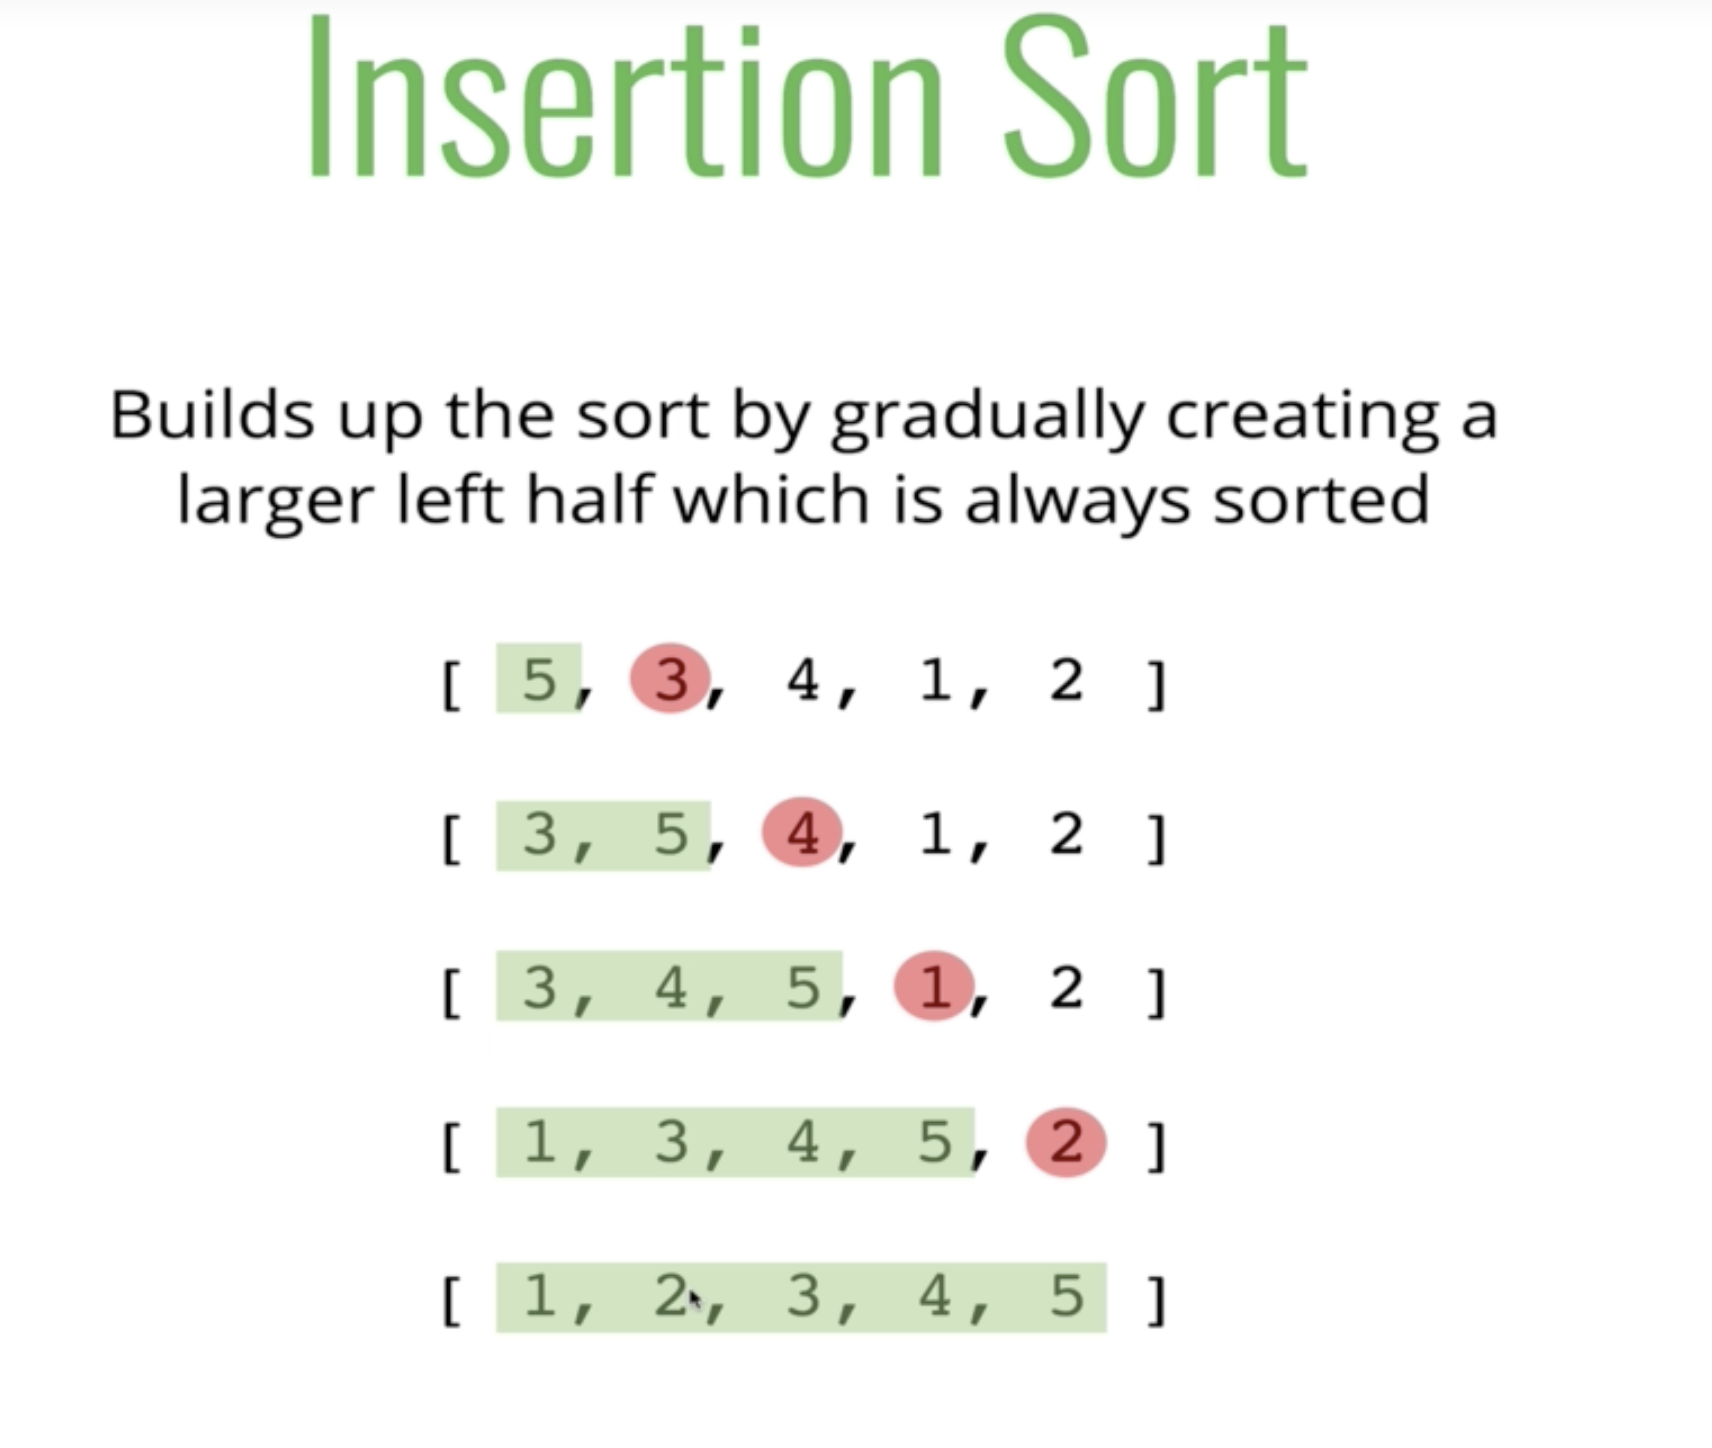 Insertion Sort
Builds up the sort by gradually creating a
larger left half which is always sorted
[ 5, 3, 4, 1, 2 ]
[ 3, 5, 4, 1, 2 ]
[ 3, 4, 5, 1, 2 ]
[ 1, 3, 4, 5, 2 ]
[ 1, 2, 3, 4, 5 ]